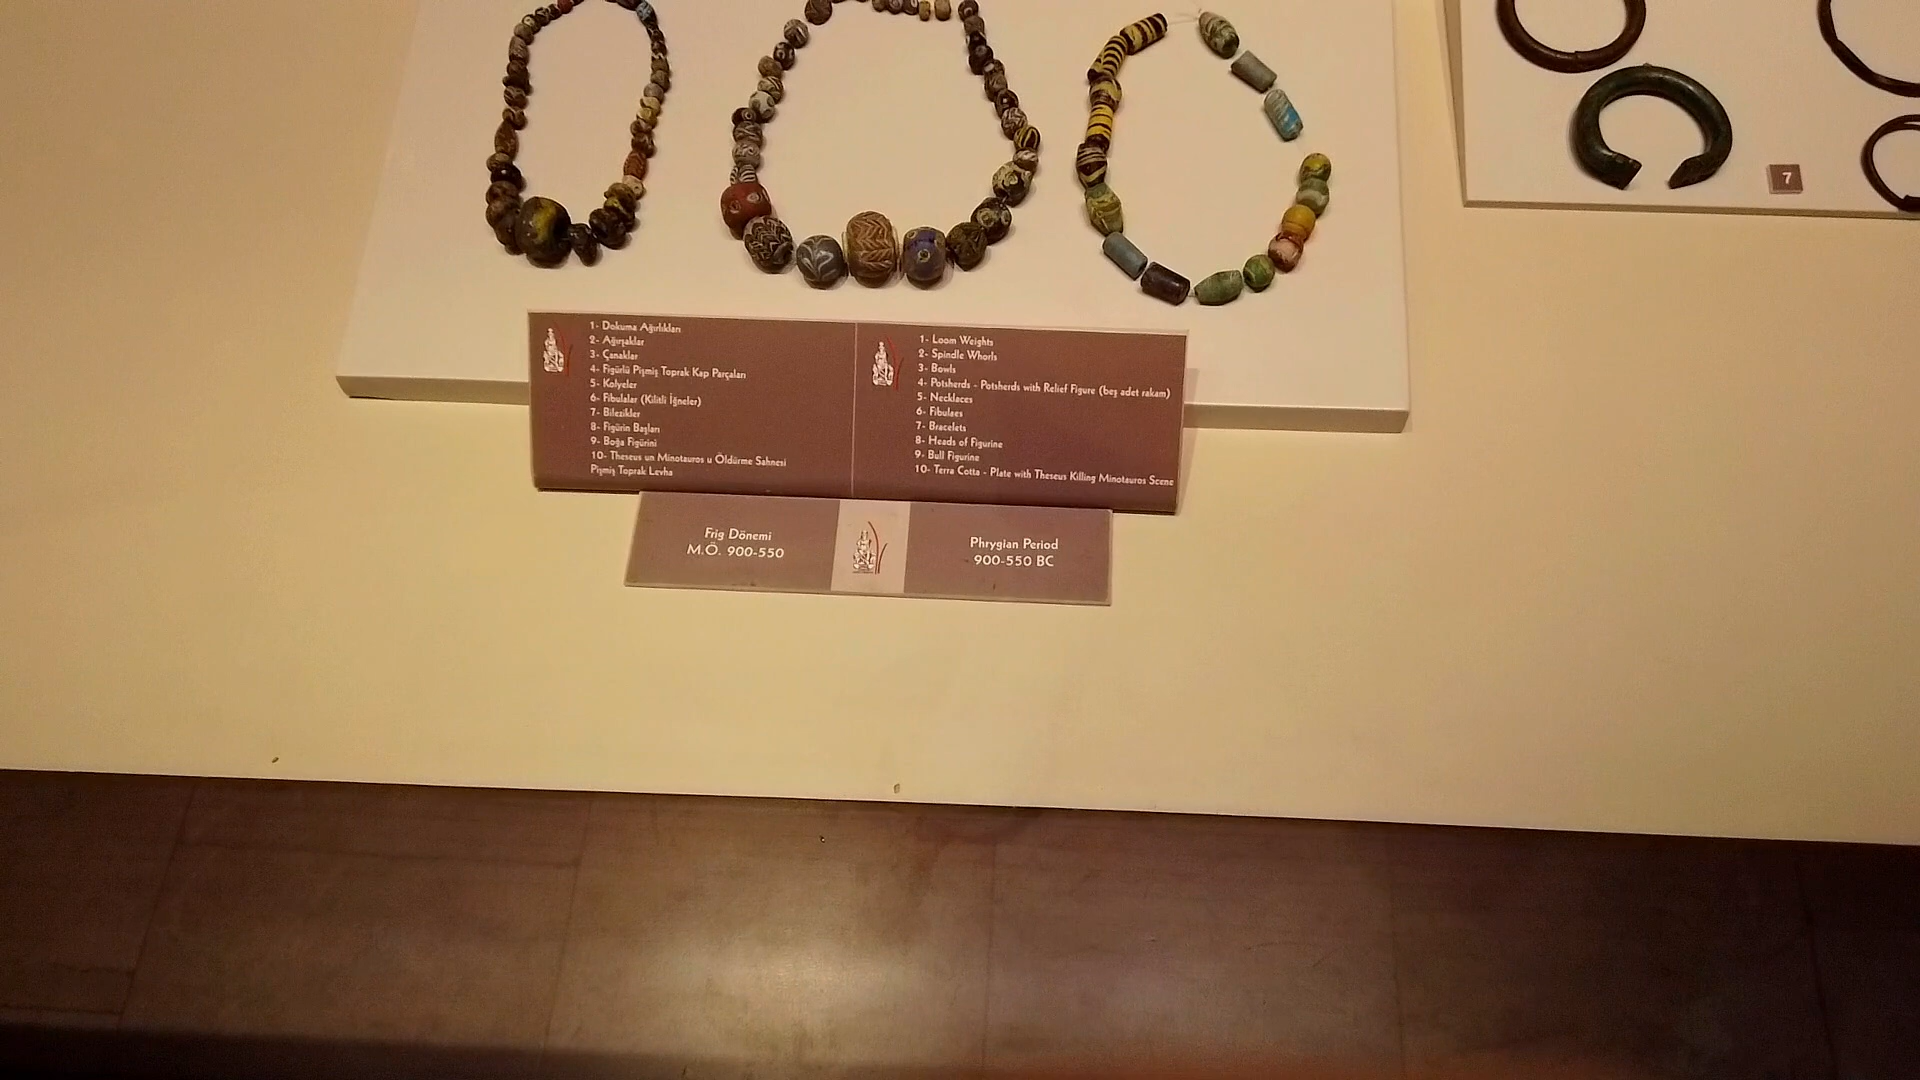 7
1- Dokuma Ağırlıkları
2- Ağırşaklar
3- Çanaklar
4- Figürlü Pişmiş Toprak Kap Parçaları
5- Kolyeler
6- Fibulalar (Kilitli İğneler)
7- Bilezikler
8- Figürin Başları
9- Boğa Figürini
10- Theseus un Minotauros u Öldürme Sahnesi
Pişmiş Toprak Levha
1- Loom Weights
2- Spindle Whorls
3- Bowls
4- Potsherds - Potsherds with Relief Figure (beş adet rakam)
5- Necklaces
6- Fibulaes
7- Bracelets
8- Heads of Figurine
9- Bull Figurine
10- Terra Cotta - Plate with Theseus Killing Minotauros Scene
Frig Dönemi
M.Ö. 900-550
Phrygian Period
900-550 BC